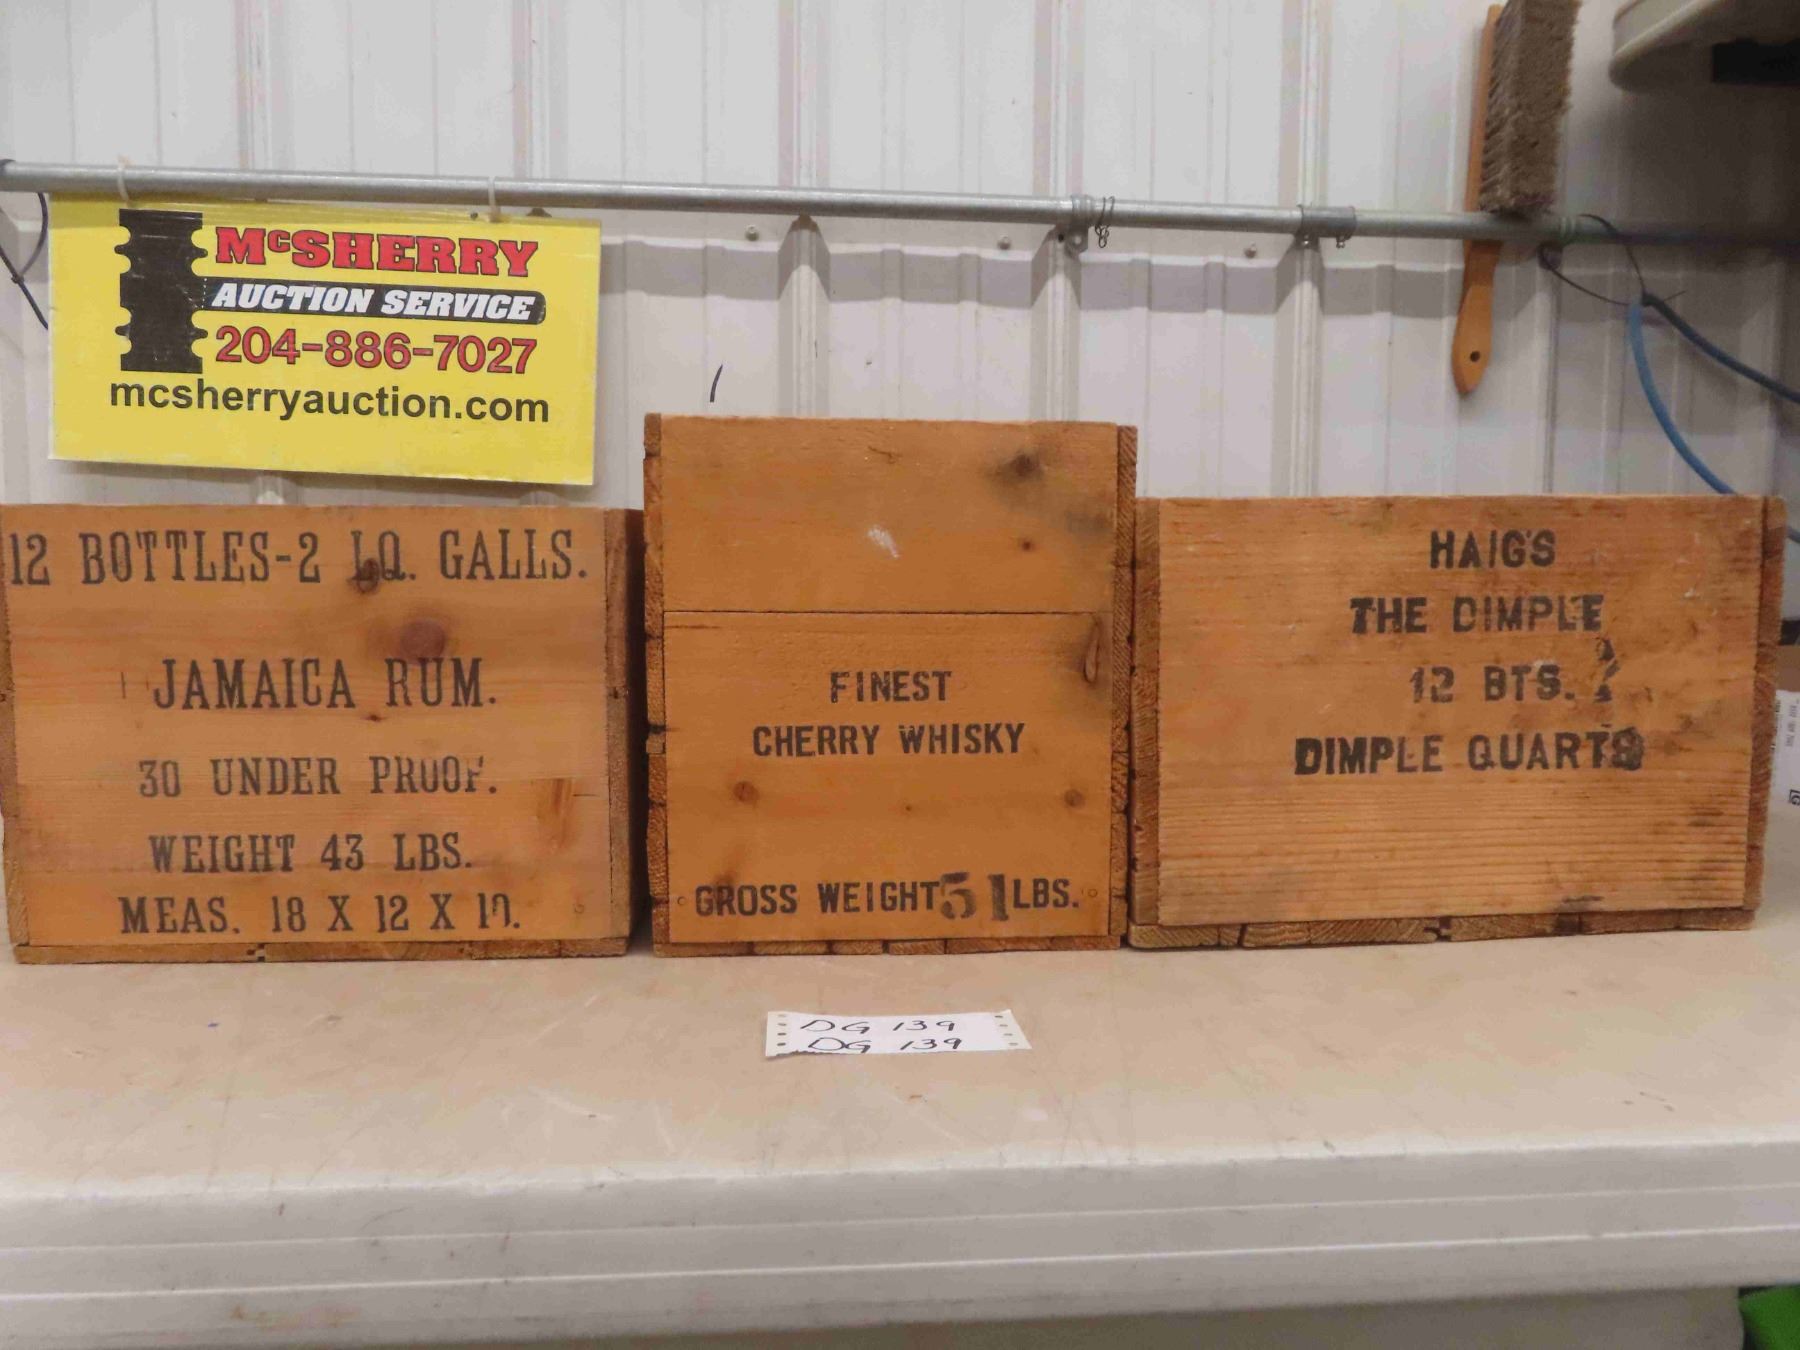 McSHERRY
AUCTION SERVICE
204-886-7027
mcsherryauction.com
12 BOTTLES-2 LQ. GALLS.
JAMAICA RUM.
30 UNDER PROOF.
WEIGHT 43 LBS.
MEAS. 18 X 12 X 10.
FINEST
CHERRY WHISKY
GROSS WEIGHT 51 LBS.
HAIG'S
THE DIMPLE
12 BTS.
DIMPLE QUARTS
DG 139
DG 139